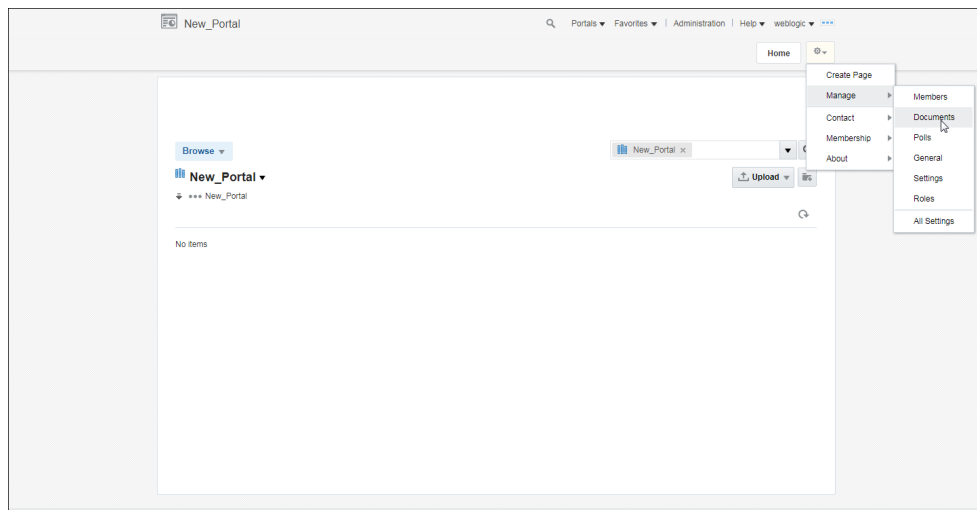 New_Portal
Portals Favorites Administration Help weblogic
Home
Create Page
Manage
Contact
Membership
About
Members
Documents
Polls
General
Settings
Roles
All Settings
Browse
New_Portal ×
New_Portal
Upload
New_Portal
No items